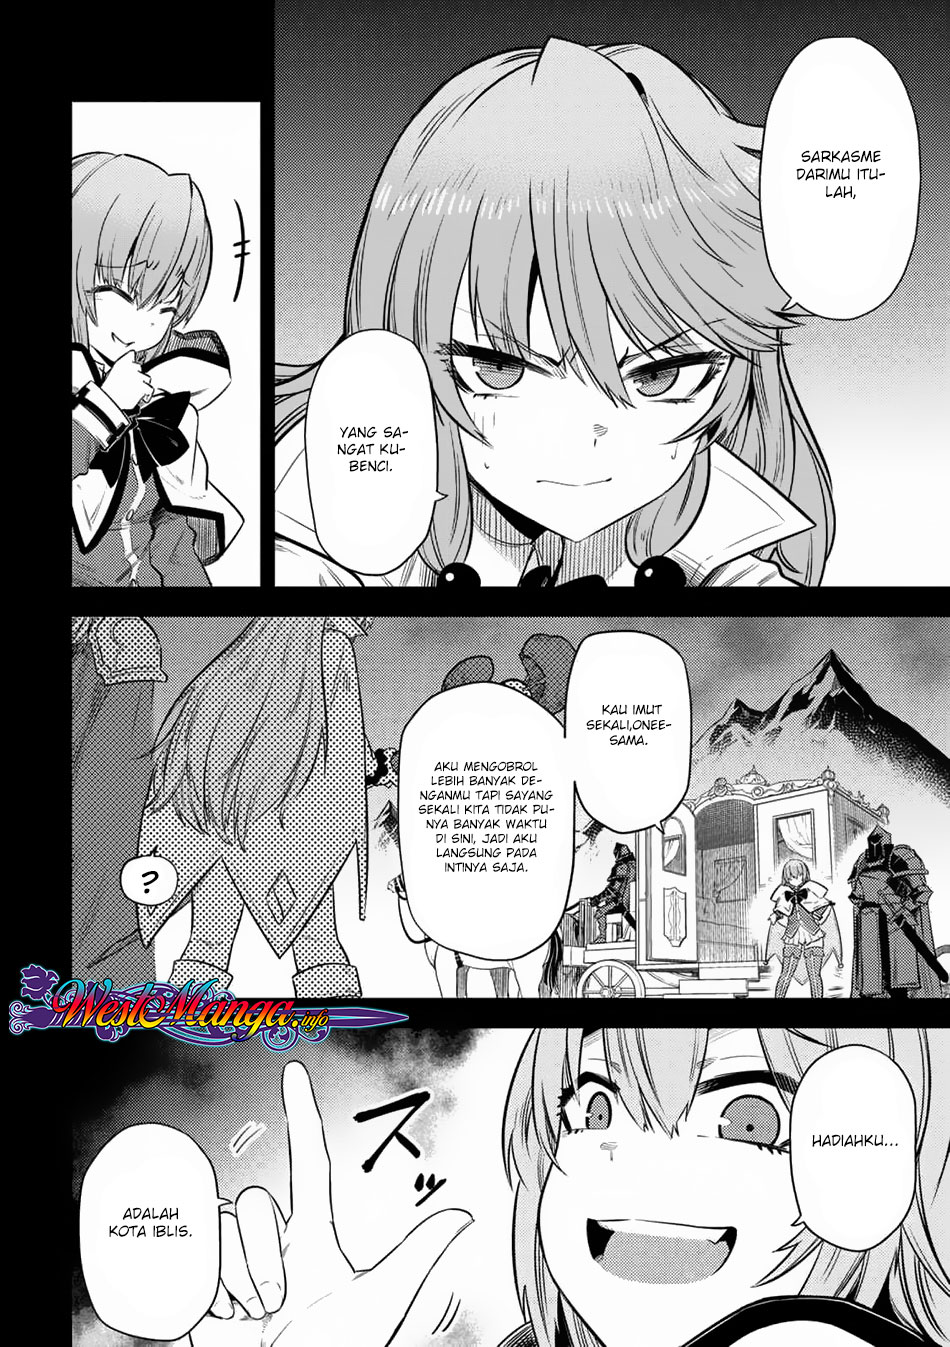 SARKASME
DARIMU ITU-
LAH,
YANG SA-
NGAT KU-
BENCI.
KAU IMUT
SEKALI,ONEE-
SAMA.
AKU MENGOBROL
LEBIH BANYAK DE-
NGANMU TAPI SAYANG
SEKALI KITA TIDAK PU-
NYA BANYAK WAKTU
DI SINI, JADI AKU
LANGSUNG PADA
INTINYA SAJA.
?
WestManga.info
HADIAHKU...
スッ
ADALAH
KOTA IBLIS.